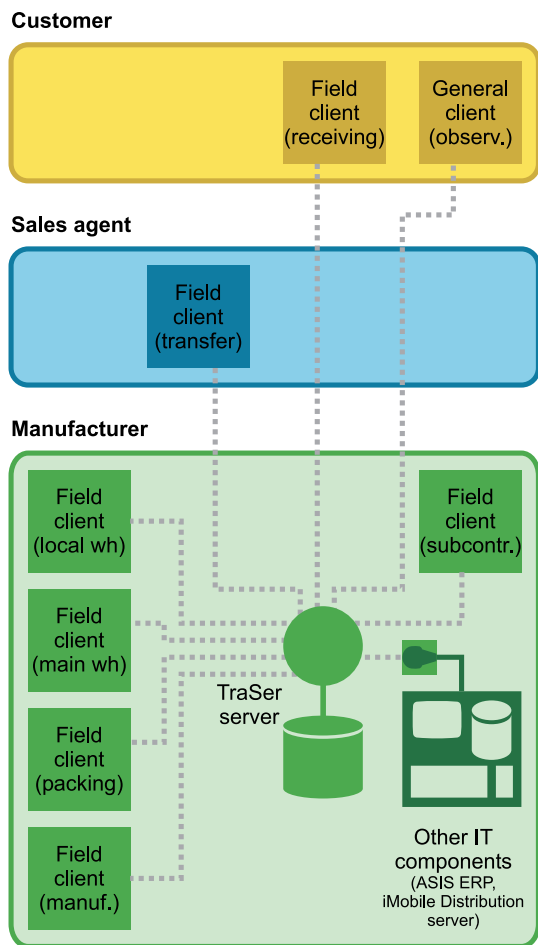 Customer
Field
client
(receiving)
General
client
(observ.)
Sales agent
Field
client
(transfer)
Manufacturer
Field
client
(local wh)
Field
client
(subcontr.)
Field
client
(main wh)
TraSer
server
Field
client
(packing)
Field
client
(manuf.)
Other IT
components
(ASIS ERP,
iMobile Distribution
server)